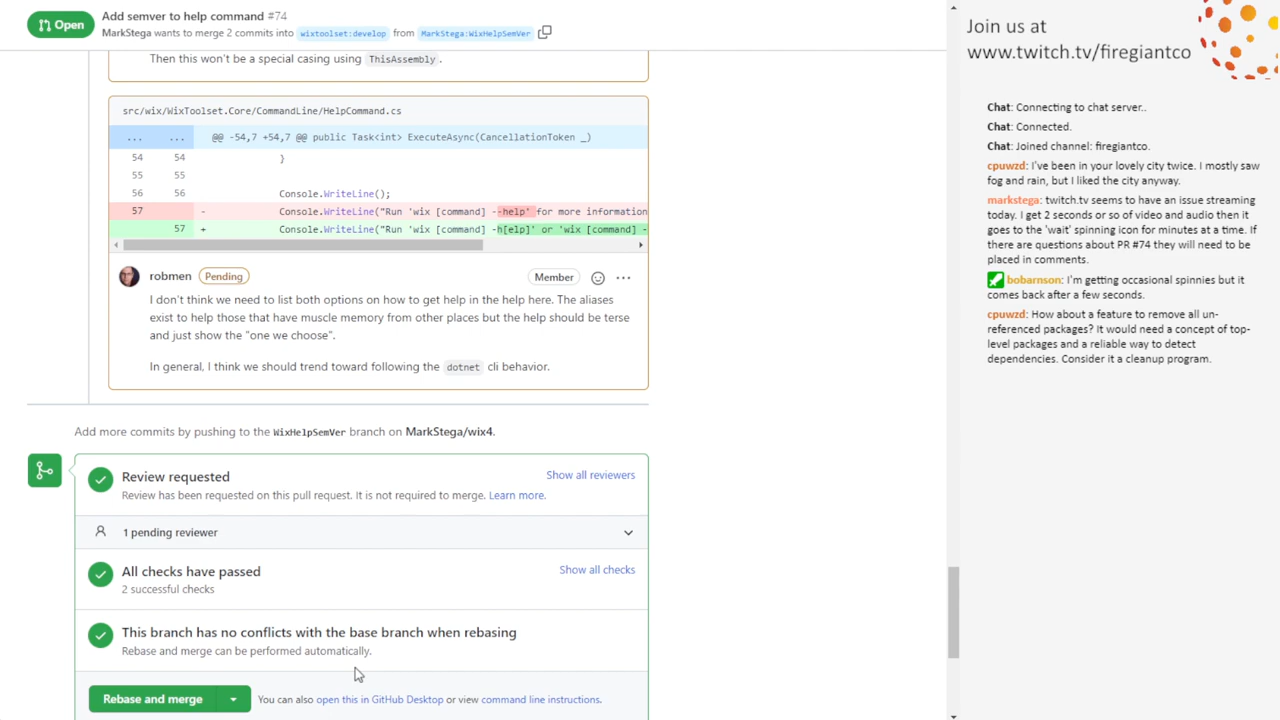 Open
Add semver to help command #74
MarkStega wants to merge 2 commits into wixtoolset:develop from MarkStega:WixHelpSemVer
Then this won't be a special casing using ThisAssembly.
src/wix/WixToolset.Core/CommandLine/HelpCommand.cs
... ... @@ -54,7 +54,7 @@ public Task<int> ExecuteAsync(CancellationToken _)
54 54 }
55 55
56 56 Console.WriteLine();
57 - Console.WriteLine("Run 'wix [command] --help' for more information
57 + Console.WriteLine("Run 'wix [command] -h[elp]' or 'wix [command] -
robmen Pending Member
I don't think we need to list both options on how to get help in the help here. The aliases
exist to help those that have muscle memory from other places but the help should be terse
and just show the "one we choose".
In general, I think we should trend toward following the dotnet cli behavior.
Add more commits by pushing to the WixHelpSemVer branch on MarkStega/wix4.
Review requested
Show all reviewers
Review has been requested on this pull request. It is not required to merge. Learn more.
1 pending reviewer
All checks have passed
Show all checks
2 successful checks
This branch has no conflicts with the base branch when rebasing
Rebase and merge can be performed automatically.
Rebase and merge
You can also open this in GitHub Desktop or view command line instructions.
Join us at
www.twitch.tv/firegiantco
Chat: Connecting to chat server..
Chat: Connected.
Chat: Joined channel: firegiantco.
cpuwzd: I've been in your lovely city twice. I mostly saw
fog and rain, but I liked the city anyway.
markstega: twitch.tv seems to have an issue streaming
today. I get 2 seconds or so of video and audio then it
goes to the 'wait' spinning icon for minutes at a time. If
there are questions about PR #74 they will need to be
placed in comments.
bobarnson: I'm getting occasional spinnies but it
comes back after a few seconds.
cpuwzd: How about a feature to remove all un-
referenced packages? It would need a concept of top-
level packages and a reliable way to detect
dependencies. Consider it a cleanup program.